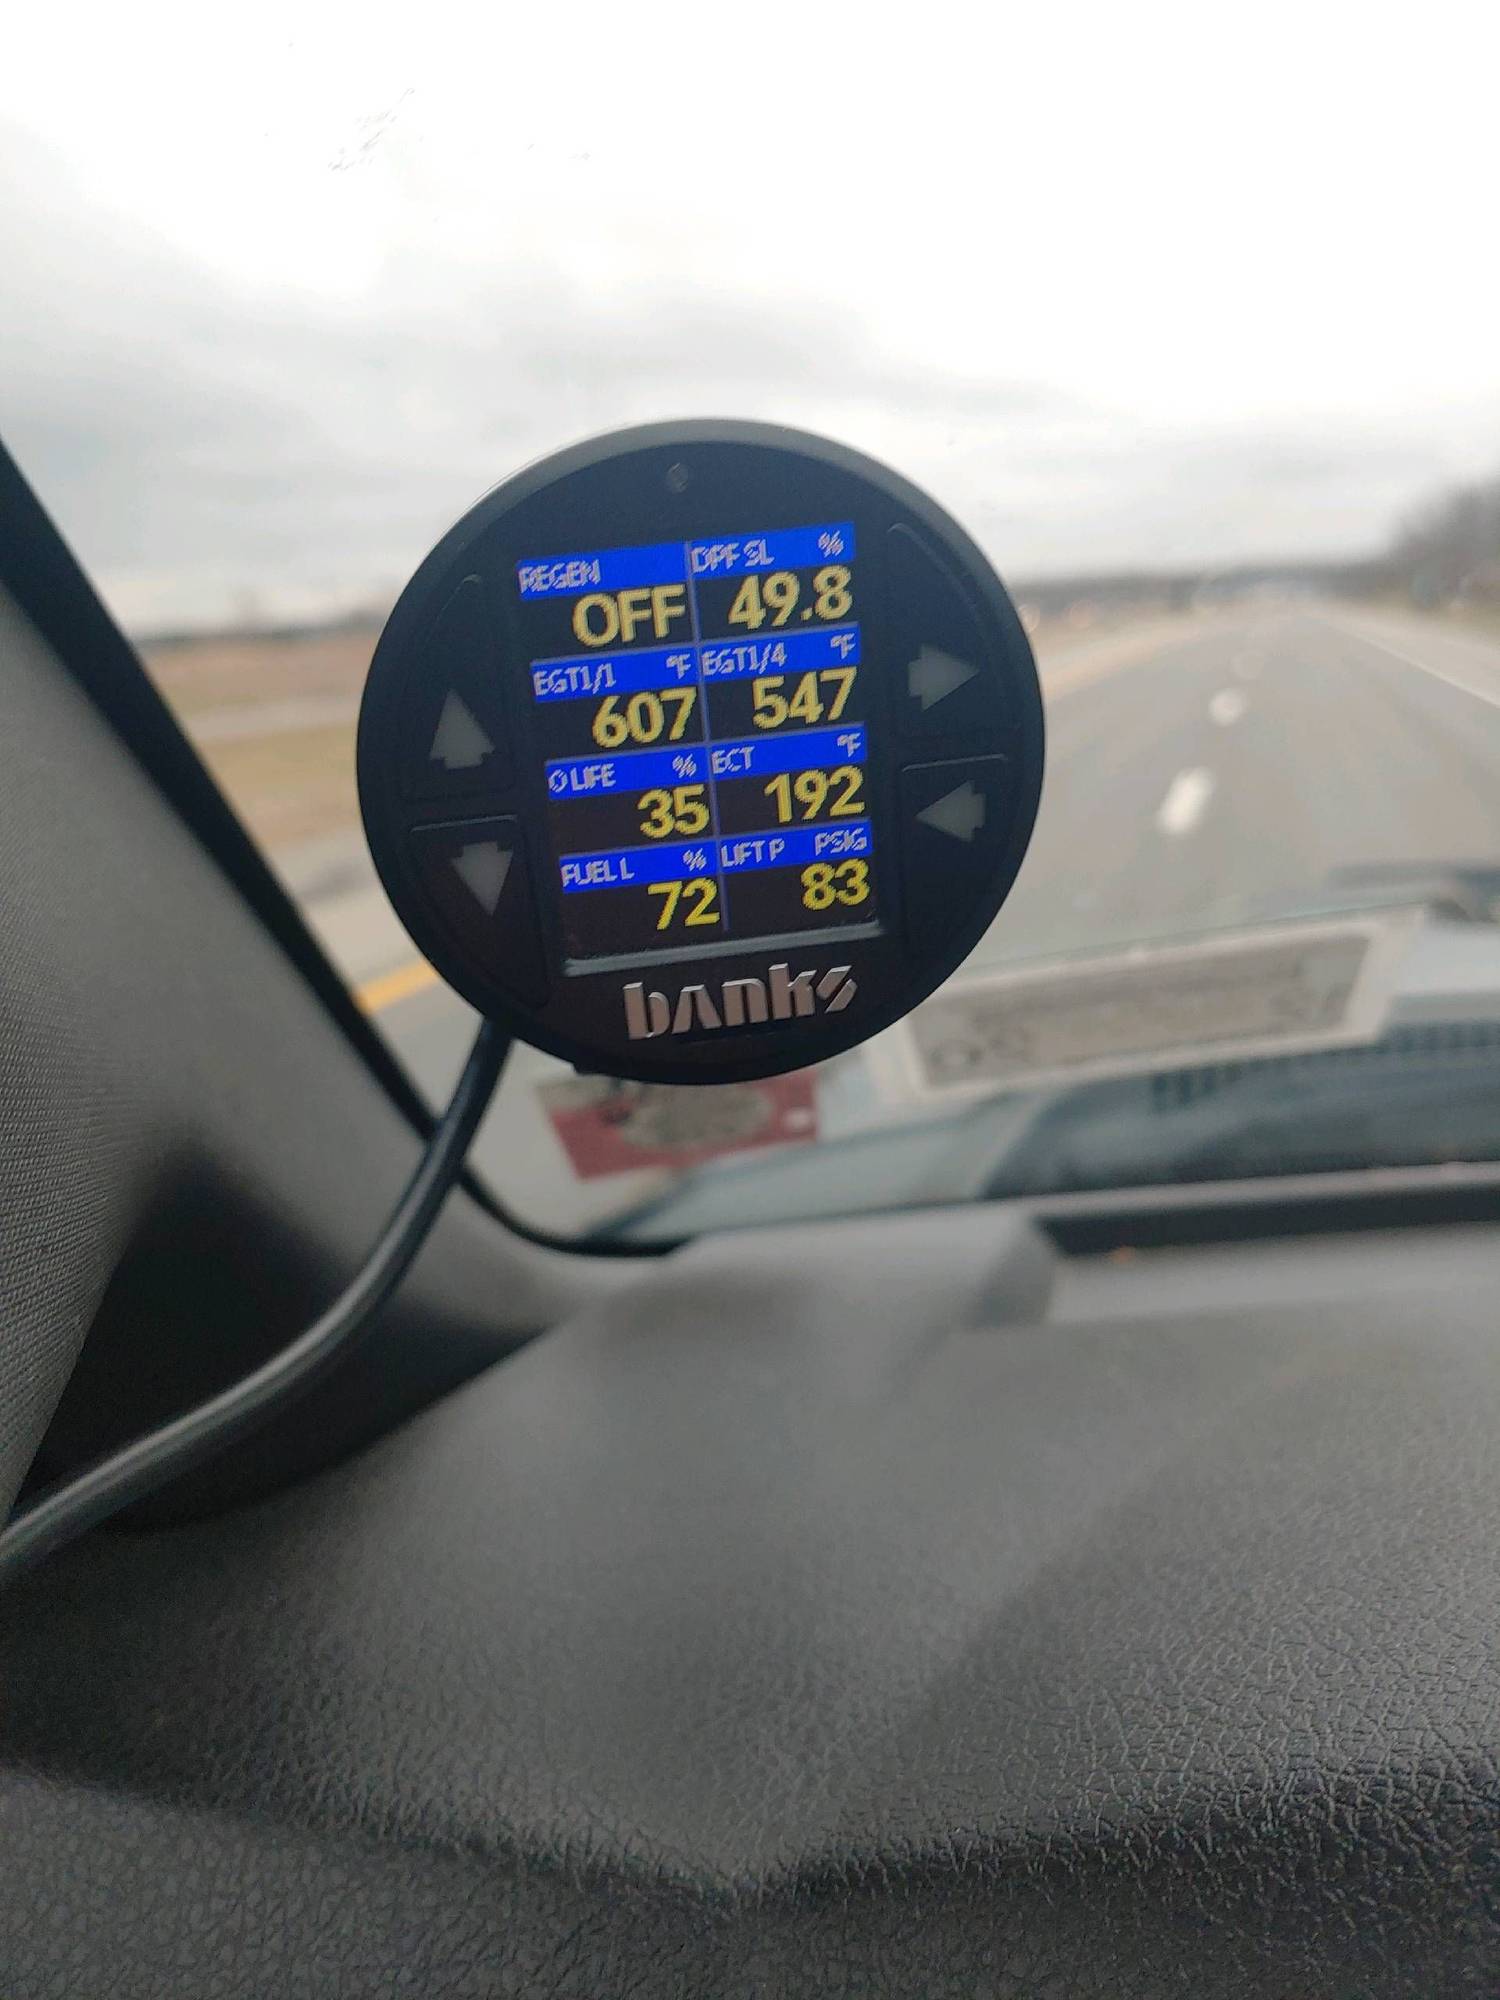 REGEN DPF SL %
OFF 49.8
EGT1/1 °F EGT1/4 °F
607 547
O LIFE % ECT °F
35 192
FUEL L % LIFT P PSIG
72 83
banks